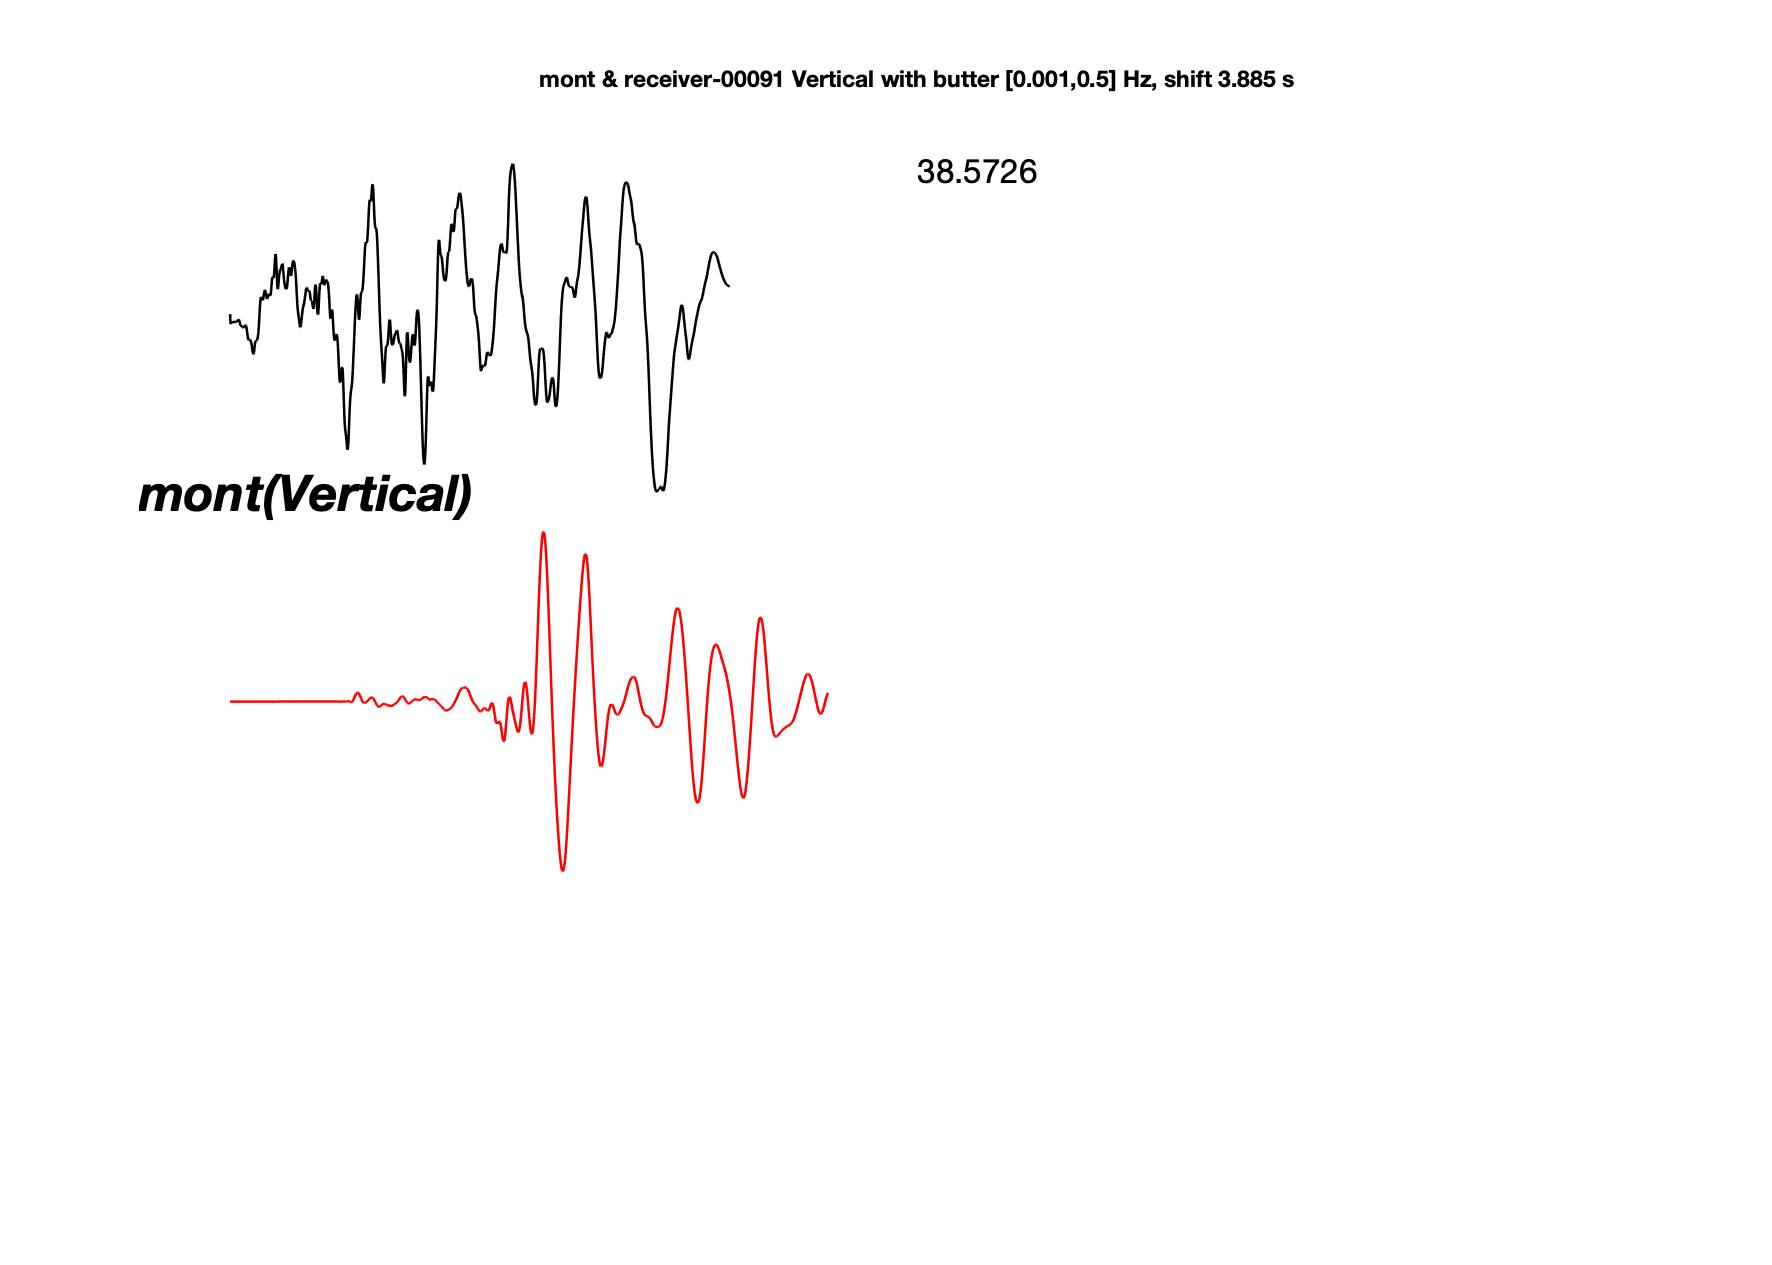 mont & receiver-00091 Vertical with butter [0.001,0.5] Hz, shift 3.885 s
38.5726
mont(Vertical)